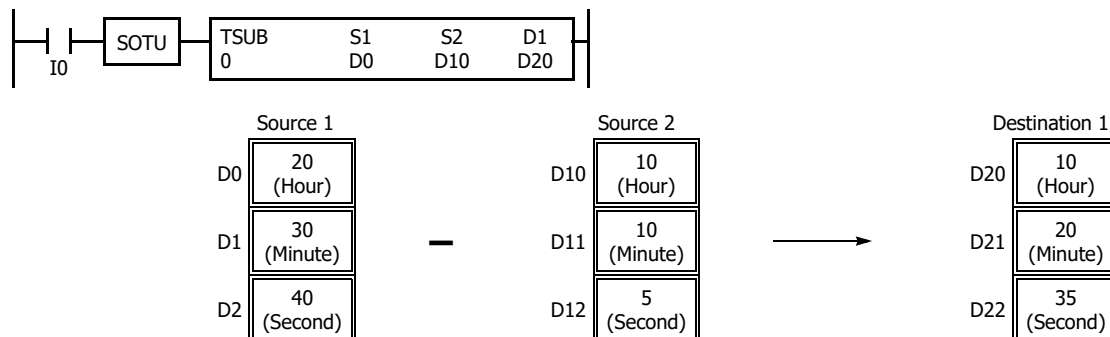 SOTU
TSUB S1 S2 D1
0 D0 D10 D20
I0
Source 1 Source 2 Destination 1
D0 20 (Hour) D10 10 (Hour) D20 10 (Hour)
D1 30 (Minute) − D11 10 (Minute) D21 20 (Minute)
D2 40 (Second) D12 5 (Second) D22 35 (Second)